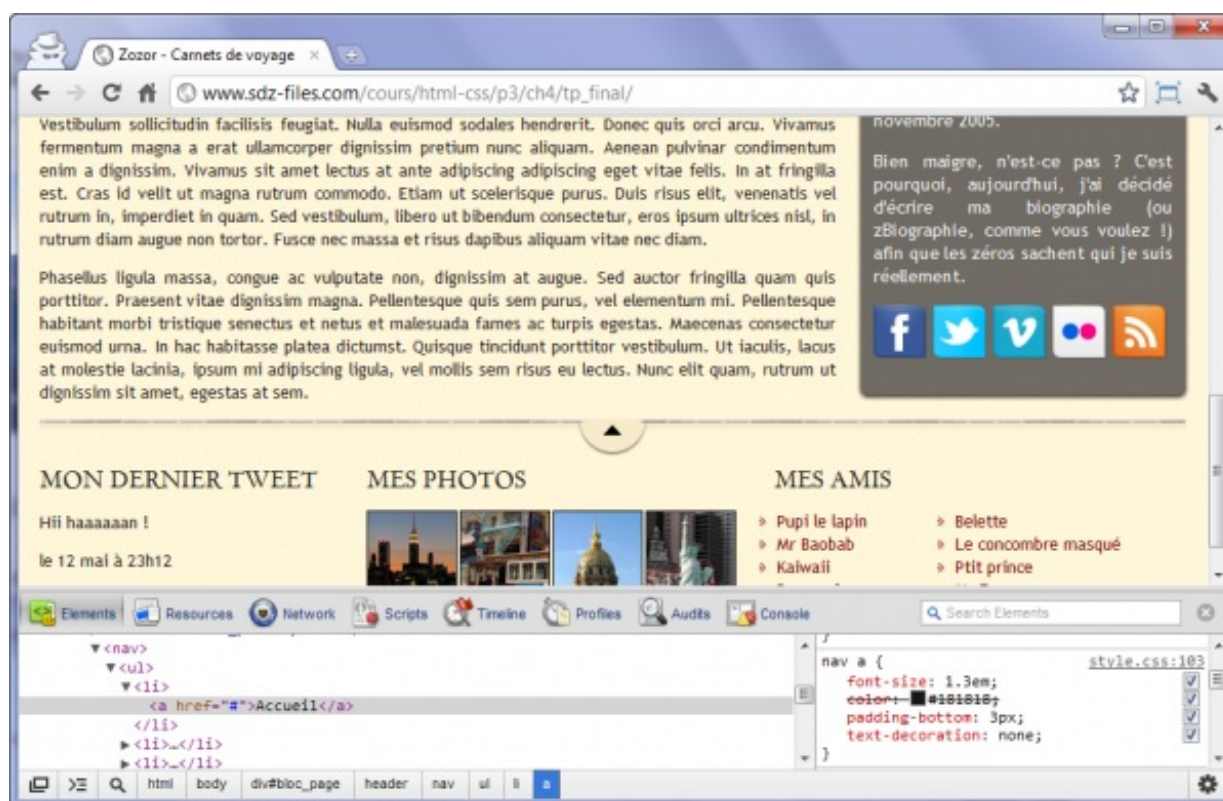 Zozor - Carnets de voyage
www.sdz-files.com/cours/html-css/p3/ch4/tp_final/
Vestibulum sollicitudin facilisis feugiat. Nulla euismod sodales hendrerit. Donec quis orci arcu. Vivamus
fermentum magna a erat ullamcorper dignissim pretium nunc aliquam. Aenean pulvinar condimentum
enim a dignissim. Vivamus sit amet lectus at ante adipiscing adipiscing eget vitae felis. In at fringilla
est. Cras id velit ut magna rutrum commodo. Etiam ut scelerisque purus. Duis risus elit, venenatis vel
rutrum in, imperdiet in quam. Sed vestibulum, libero ut bibendum consectetur, eros ipsum ultrices nisl, in
rutrum diam augue non tortor. Fusce nec massa et risus dapibus aliquam vitae nec diam.
Phasellus ligula massa, congue ac vulputate non, dignissim at augue. Sed auctor fringilla quam quis
porttitor. Praesent vitae dignissim magna. Pellentesque quis sem purus, vel elementum mi. Pellentesque
habitant morbi tristique senectus et netus et malesuada fames ac turpis egestas. Maecenas consectetur
euismod urna. In hac habitasse platea dictumst. Quisque tincidunt porttitor vestibulum. Ut iaculis, lacus
at molestie lacinia, ipsum mi adipiscing ligula, vel mollis sem risus eu lectus. Nunc elit quam, rutrum ut
dignissim sit amet, egestas at sem.
novembre 2005.
Bien maigre, n'est-ce pas ? C'est
pourquoi, aujourd'hui, j'ai décidé
d'écrire ma biographie (ou
zBiographie, comme vous voulez !)
afin que les zéros sachent qui je suis
réellement.
MON DERNIER TWEET
Hii haaaaaan !
le 12 mai à 23h12
MES PHOTOS
MES AMIS
» Pupi le lapin
» Mr Baobab
» Kaiwaii
» Belette
» Le concombre masqué
» Ptit prince
Elements Resources Network Scripts Timeline Profiles Audits Console Search Elements
▼<nav>
▼<ul>
▼<li>
<a href="#">Accueil</a>
</li>
▶<li>…</li>
▶<li>…</li>
}
nav a { style.css:103
font-size: 1.3em;
color: #181818;
padding-bottom: 3px;
text-decoration: none;
}
html body div#bloc_page header nav ul li a